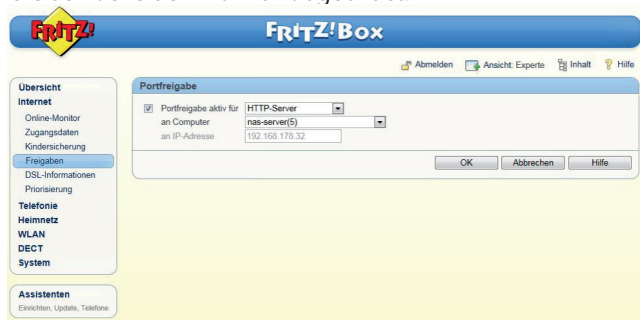 FRITZ!
FRITZ!BOX
Abmelden Ansicht: Experte Inhalt Hilfe
Übersicht
Internet
Online-Monitor
Zugangsdaten
Kindersicherung
Freigaben
DSL-Informationen
Priorisierung
Telefonie
Heimnetz
WLAN
DECT
System
Assistenten
Einrichten, Update, Telefone
Portfreigabe
Portfreigabe aktiv für HTTP-Server
an Computer nas-server(5)
an IP-Adresse 192.168.178.32
OK Abbrechen Hilfe